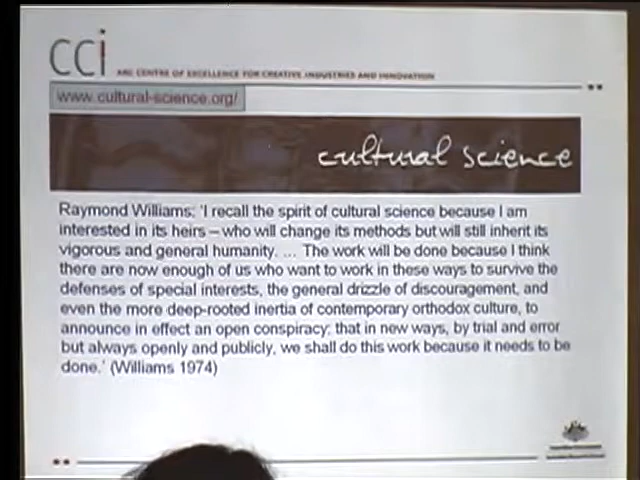 cci ARC CENTRE OF EXCELLENCE FOR CREATIVE INDUSTRIES AND INNOVATION
www.cultural-science.org/
cultural science
Raymond Williams: 'I recall the spirit of cultural science because I am
interested in its heirs – who will change its methods but will still inherit its
vigorous and general humanity. ... The work will be done because I think
there are now enough of us who want to work in these ways to survive the
defenses of special interests, the general drizzle of discouragement, and
even the more deep-rooted inertia of contemporary orthodox culture, to
announce in effect an open conspiracy: that in new ways, by trial and error
but always openly and publicly, we shall do this work because it needs to be
done.' (Williams 1974)